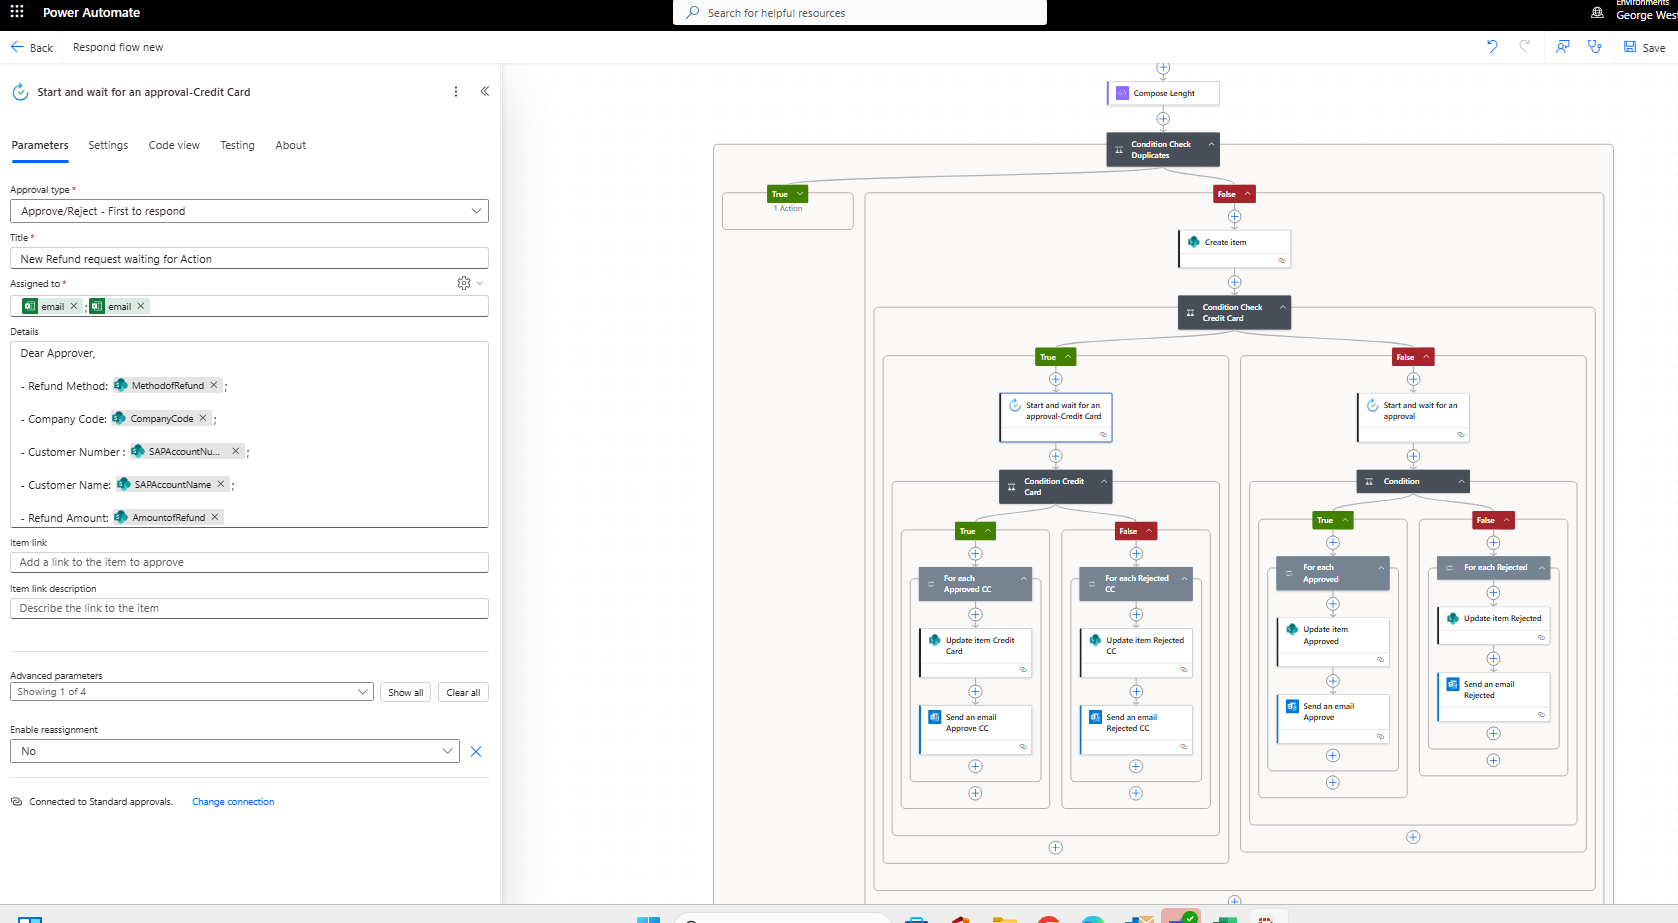 Power Automate
Search for helpful resources
Environments
George Wes
Back
Respond flow new
Save
Start and wait for an approval-Credit Card
Parameters
Settings
Code view
Testing
About
Approval type *
Approve/Reject - First to respond
Title *
New Refund request waiting for Action
Assigned to *
email ×
;
email ×
Details
Dear Approver,
- Refund Method: MethodofRefund × ;
- Company Code: CompanyCode × ;
- Customer Number : SAPAccountNu... × ;
- Customer Name: SAPAccountName × ;
- Refund Amount: AmountofRefund ×
Item link
Add a link to the item to approve
Item link description
Describe the link to the item
Advanced parameters
Showing 1 of 4
Show all
Clear all
Enable reassignment
No
Connected to Standard approvals.
Change connection
Compose Lenght
Condition Check
Duplicates
True
1 Action
False
Create item
Condition Check
Credit Card
True
False
Start and wait for an
approval-Credit Card
Start and wait for an
approval
Condition Credit
Card
Condition
True
False
True
False
For each
Approved CC
For each Rejected
CC
For each
Approved
For each Rejected
Update item Credit
Card
Update item Rejected
CC
Update item
Approved
Update item Rejected
Send an email
Approve CC
Send an email
Rejected CC
Send an email
Approve
Send an email
Rejected